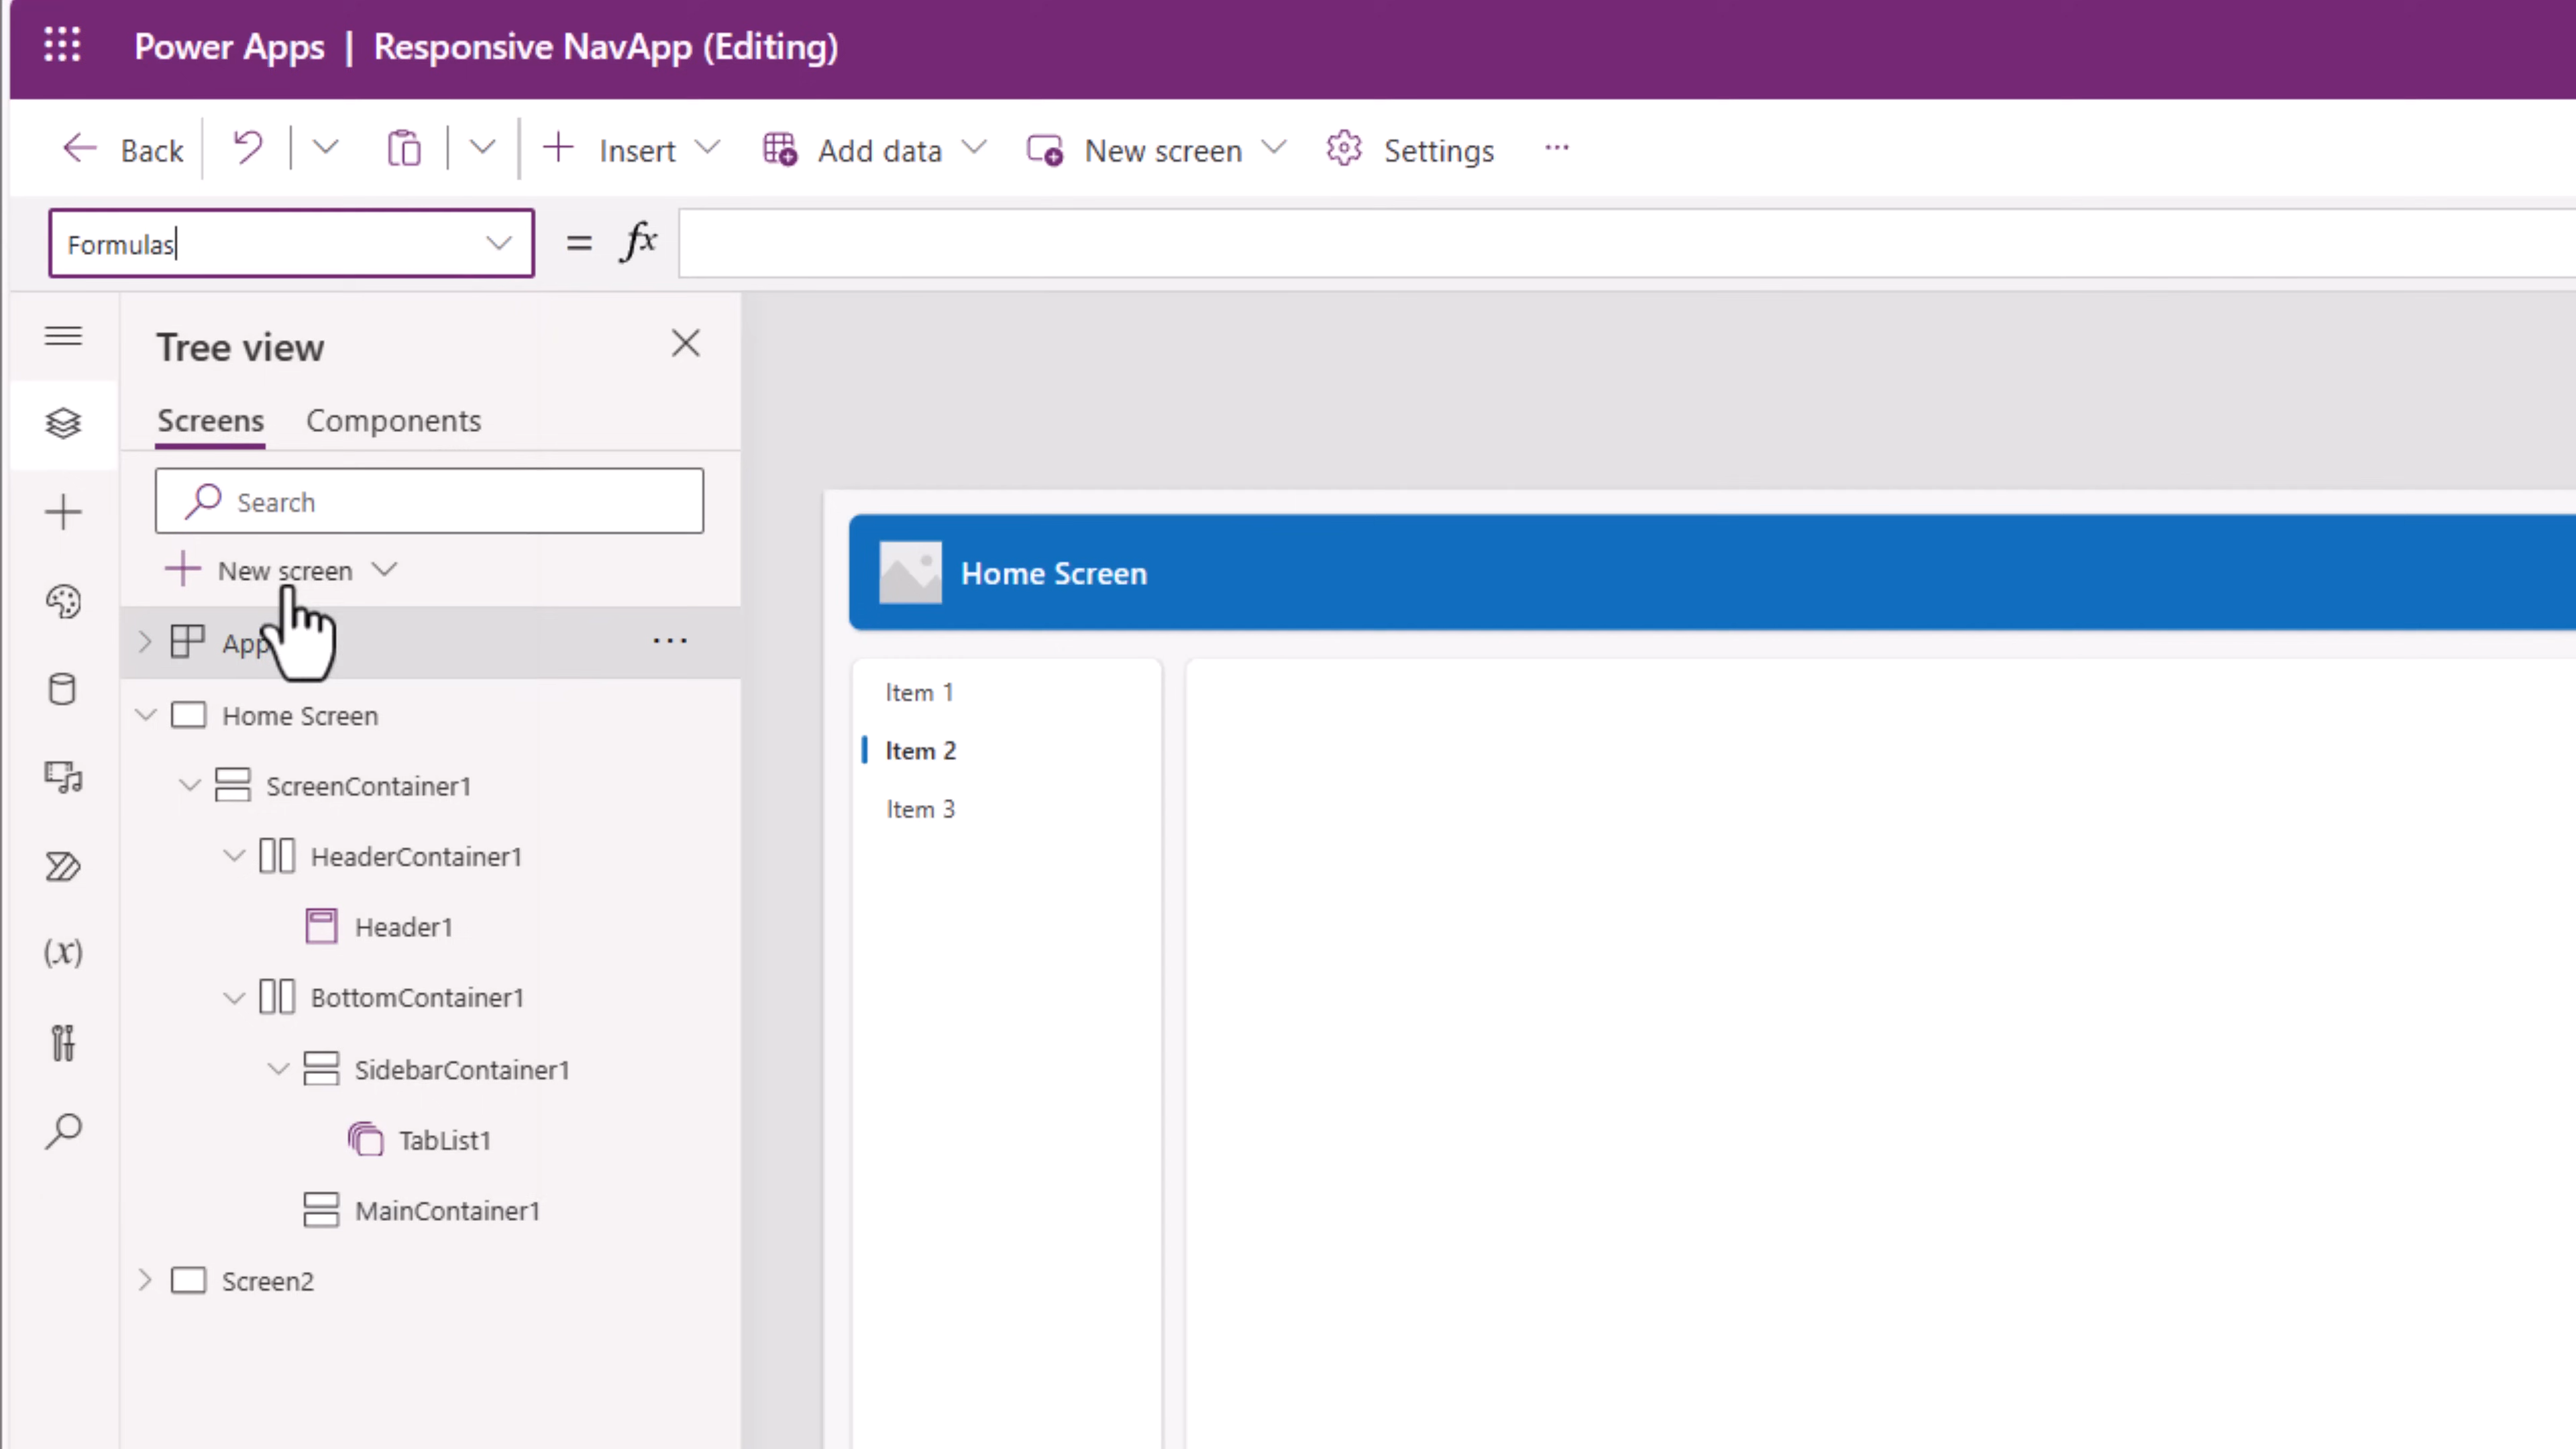 Power Apps | Responsive NavApp (Editing)
Back Insert Add data New screen Settings ...
Formulas = fx
Tree view
Screens Components
Search
New screen
App ...
Home Screen
ScreenContainer1
HeaderContainer1
Header1
BottomContainer1
SidebarContainer1
TabList1
MainContainer1
Screen2
(x)
Home Screen
Item 1
Item 2
Item 3